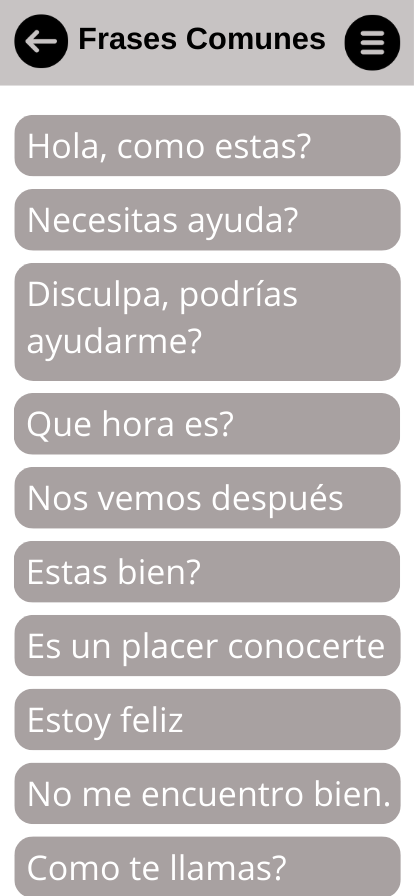 Frases Comunes
Hola, como estas?
Necesitas ayuda?
Disculpa, podrías
ayudarme?
Que hora es?
Nos vemos después
Estas bien?
Es un placer conocerte
Estoy feliz
No me encuentro bien.
Como te llamas?